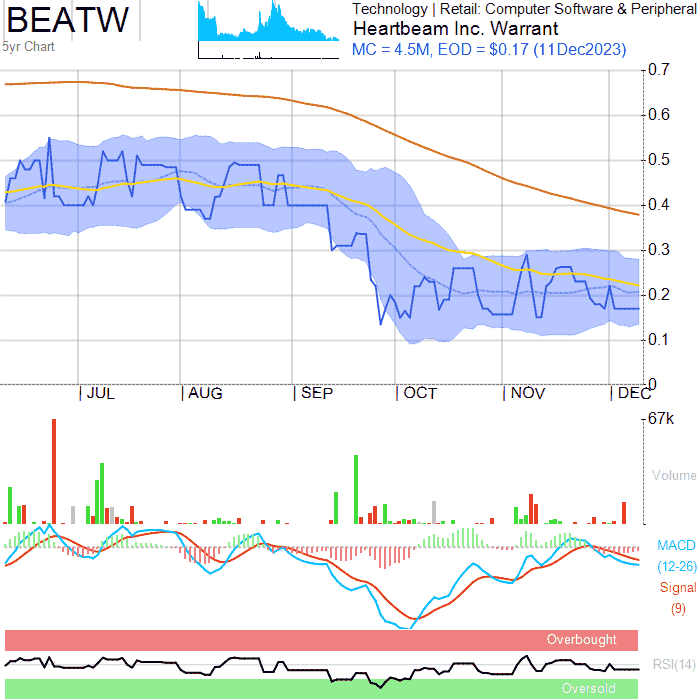 BEATW
5yr Chart
Technology | Retail: Computer Software & Peripheral
Heartbeam Inc. Warrant
MC = 4.5M, EOD = $0.17 (11Dec2023)
0.7
0.6
0.5
0.4
0.3
0.2
0.1
0
JUL
AUG
SEP
OCT
NOV
DEC
67k
Volume
MACD
(12-26)
Signal
(9)
Overbought
RSI(14)
Oversold